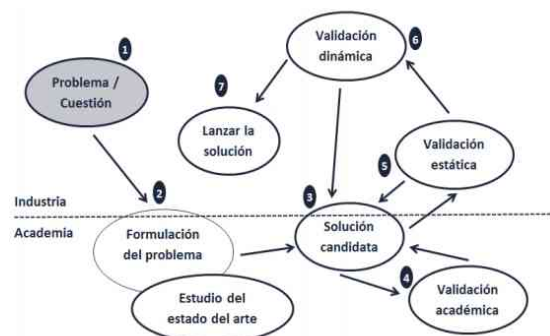 1
Problema /
Cuestión
6
Validación
dinámica
7
Lanzar la
solución
5
Validación
estática
Industria
Academia
2
Formulación
del problema
3
Solución
candidata
Estudio del
estado del arte
4
Validación
académica